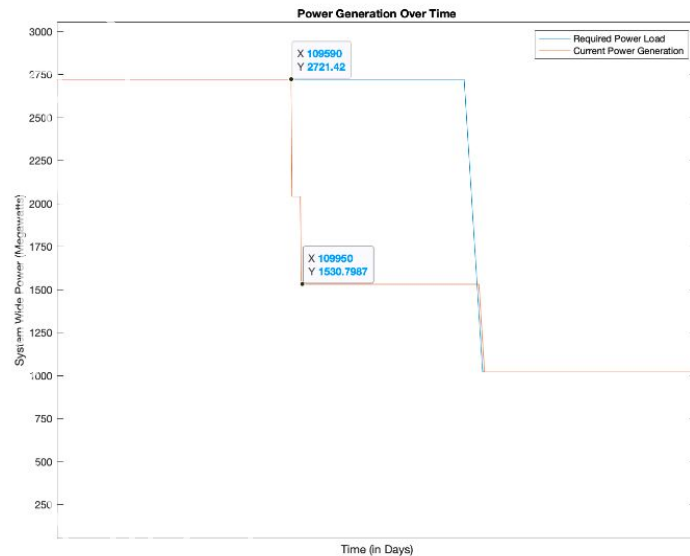 Power Generation Over Time
Required Power Load
Current Power Generation
3000
2750
2500
2250
2000
1750
1500
1250
1000
750
500
250
System Wide Power (Megawatts)
X 109590
Y 2721.42
X 109950
Y 1530.7987
Time (in Days)